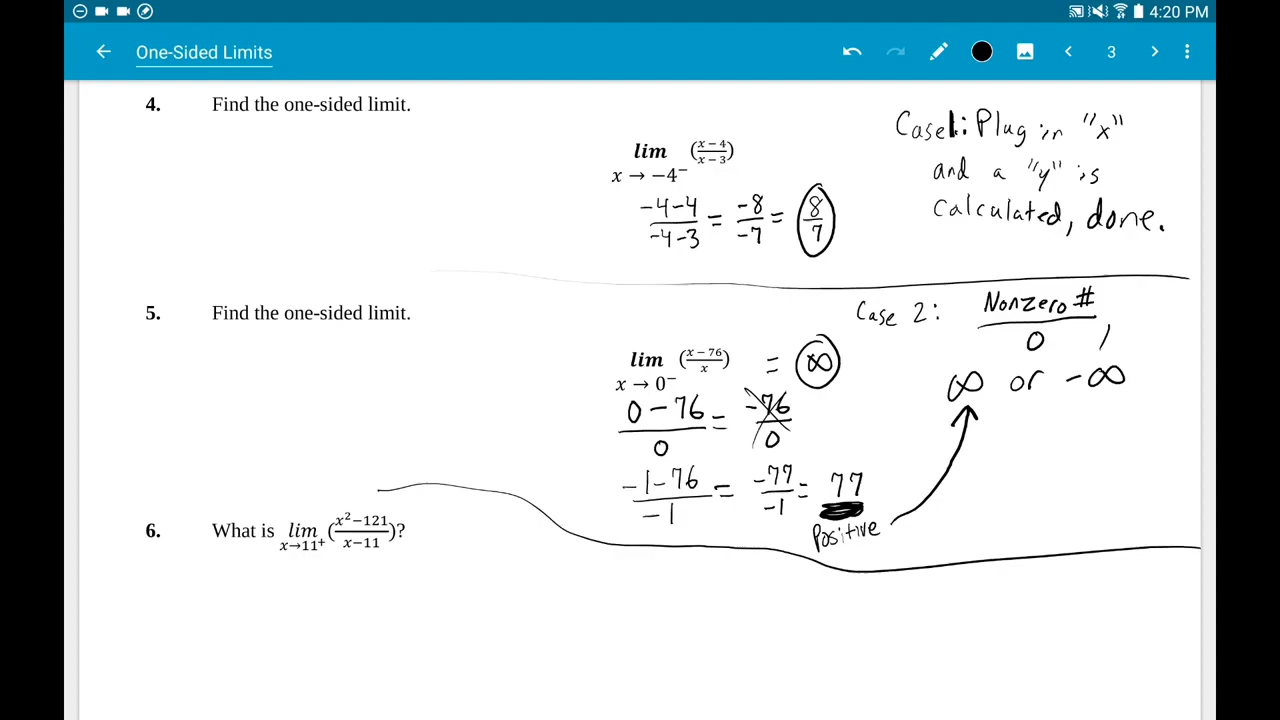 4:20 PM
One-Sided Limits
3
4. Find the one-sided limit.
lim x → −4⁻ (x − 4 / x − 3)
-4-4 / -4-3 = -8 / -7 = 8 / 7
Case 1: Plug in "x"
and a "y" is
calculated, done.
5. Find the one-sided limit.
Case 2: Nonzero # / 0,
∞ or -∞
lim x → 0⁻ (x − 76 / x) = ∞
0-76 / 0 = -76 / 0
-1-76 / -1 = -77 / -1 = 77
Positive
6. What is lim x→11⁺ (x²−121 / x−11)?